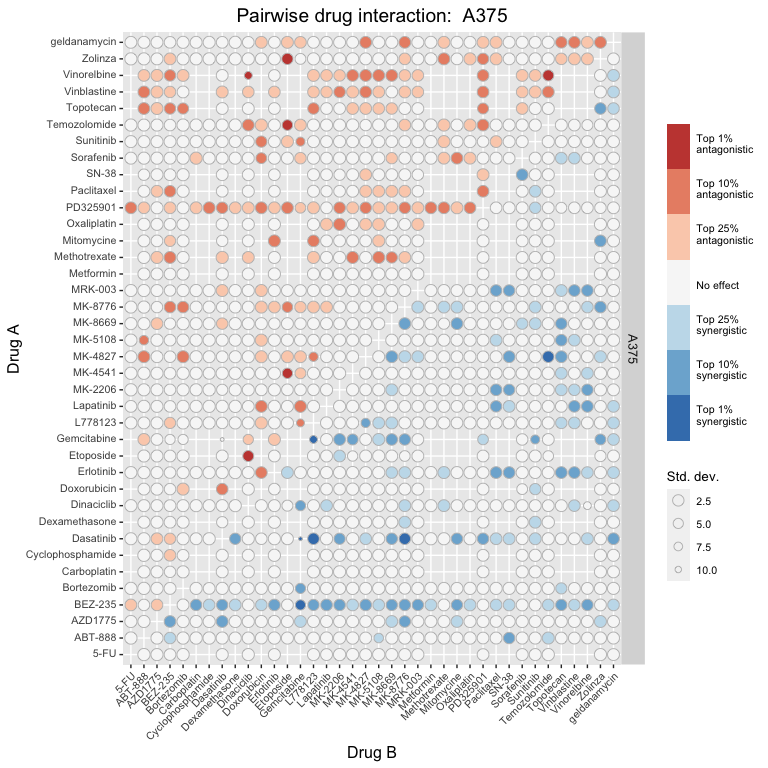 Pairwise drug interaction:  A375
Drug A
geldanamycin
Zolinza
Vinorelbine
Vinblastine
Topotecan
Temozolomide
Sunitinib
Sorafenib
SN-38
Paclitaxel
PD325901
Oxaliplatin
Mitomycine
Methotrexate
Metformin
MRK-003
MK-8776
MK-8669
MK-5108
MK-4827
MK-4541
MK-2206
Lapatinib
L778123
Gemcitabine
Etoposide
Erlotinib
Doxorubicin
Dinaciclib
Dexamethasone
Dasatinib
Cyclophosphamide
Carboplatin
Bortezomib
BEZ-235
AZD1775
ABT-888
5-FU
A375
5-FU
ABT-888
AZD1775
BEZ-235
Bortezomib
Carboplatin
Cyclophosphamide
Dasatinib
Dexamethasone
Dinaciclib
Doxorubicin
Erlotinib
Etoposide
Gemcitabine
L778123
Lapatinib
MK-2206
MK-4541
MK-4827
MK-5108
MK-8669
MK-8776
MRK-003
Metformin
Methotrexate
Mitomycine
Oxaliplatin
PD325901
Paclitaxel
SN-38
Sorafenib
Sunitinib
Temozolomide
Topotecan
Vinblastine
Vinorelbine
Zolinza
geldanamycin
Drug B
Top 1%
antagonistic
Top 10%
antagonistic
Top 25%
antagonistic
No effect
Top 25%
synergistic
Top 10%
synergistic
Top 1%
synergistic
Std. dev.
2.5
5.0
7.5
10.0